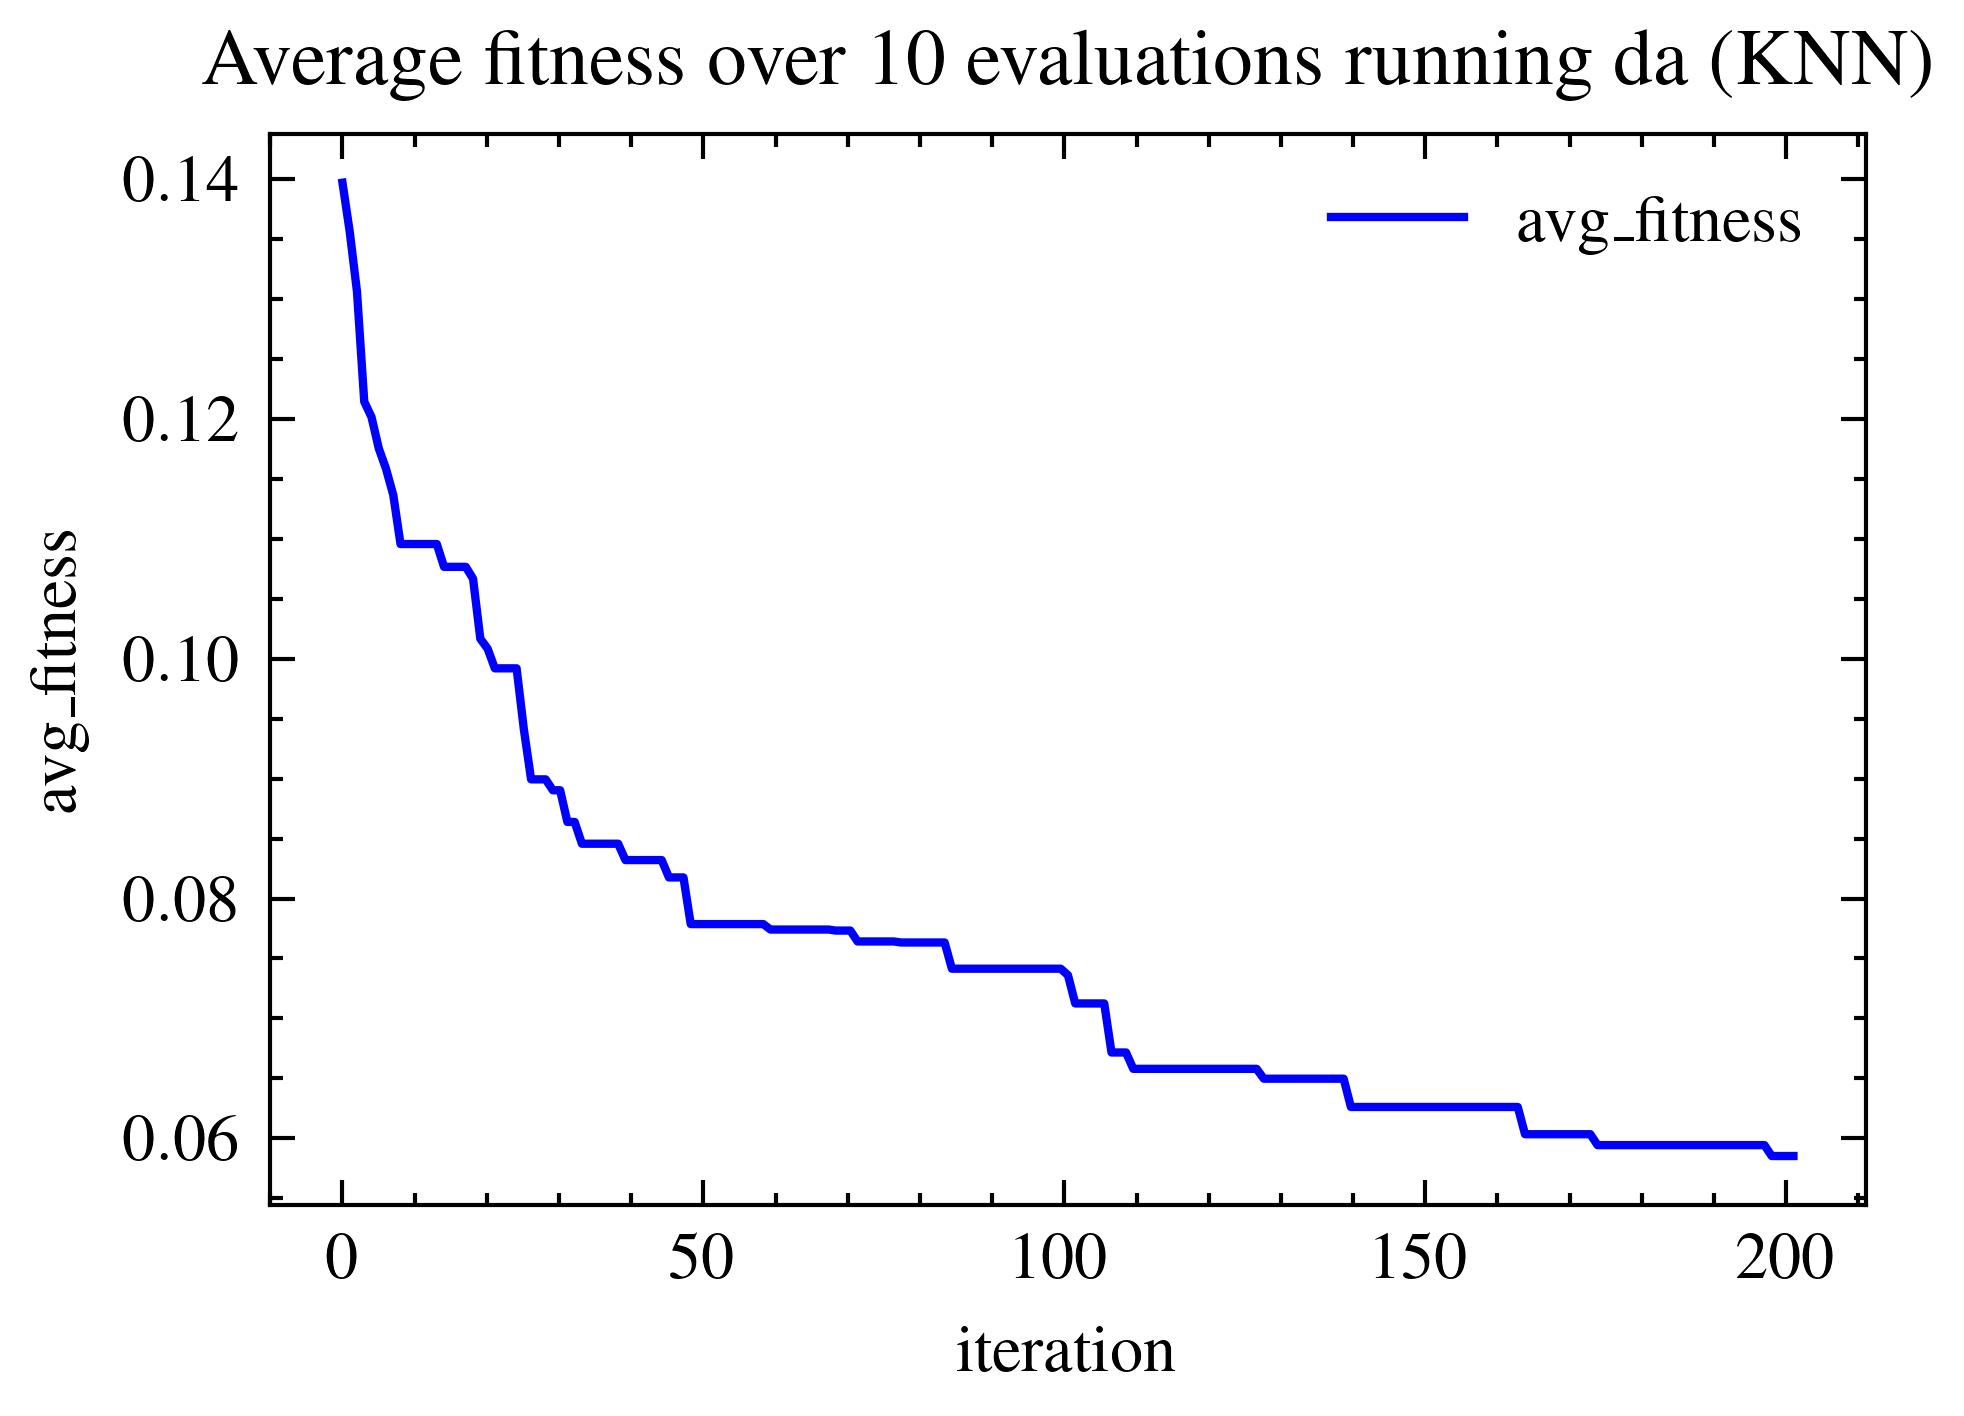 Average fitness over 10 evaluations running da (KNN)
avg_fitness
0.14
0.12
0.10
0.08
0.06
avg_fitness
0 50 100 150 200
iteration